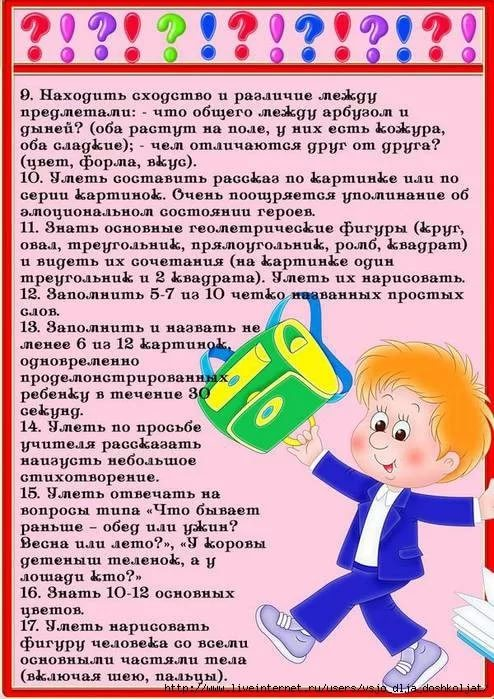 9. Находить сходство и различие между
предметами: - что общего между арбузом и
дыней? (оба растут на поле, у них есть кожура,
оба сладкие); - чем отличаются друг от друга?
(цвет, форма, вкус).
10. Уметь составить рассказ по картинке или по
серии картинок. Очень поощряется упоминание об
эмоциональном состоянии героев.
11. Знать основные геометрические фигуры (круг,
овал, треугольник, прямоугольник, ромб, квадрат)
и видеть их сочетания (на картинке один
треугольник и 2 квадрата). Уметь их нарисовать.
12. Запомнить 5-7 из 10 четко названных простых
слов.
13. Запомнить и назвать не
менее 6 из 12 картинок,
одновременно
продемонстрированных
ребенку в течение 30
секунд.
14. Уметь по просьбе
учителя рассказать
наизусть небольшое
стихотворение.
15. Уметь отвечать на
вопросы типа «Что бывает
раньше – обед или ужин?
Весна или лето?», «У коровы
детеныш теленок, а у
лошади кто?»
16. Знать 10-12 основных
цветов.
17. Уметь нарисовать
фигуру человека со всеми
основными частями тела
(включая шею, пальцы).
http://www.liveinternet.ru/users/vsjo_dlja_doshkoljat/